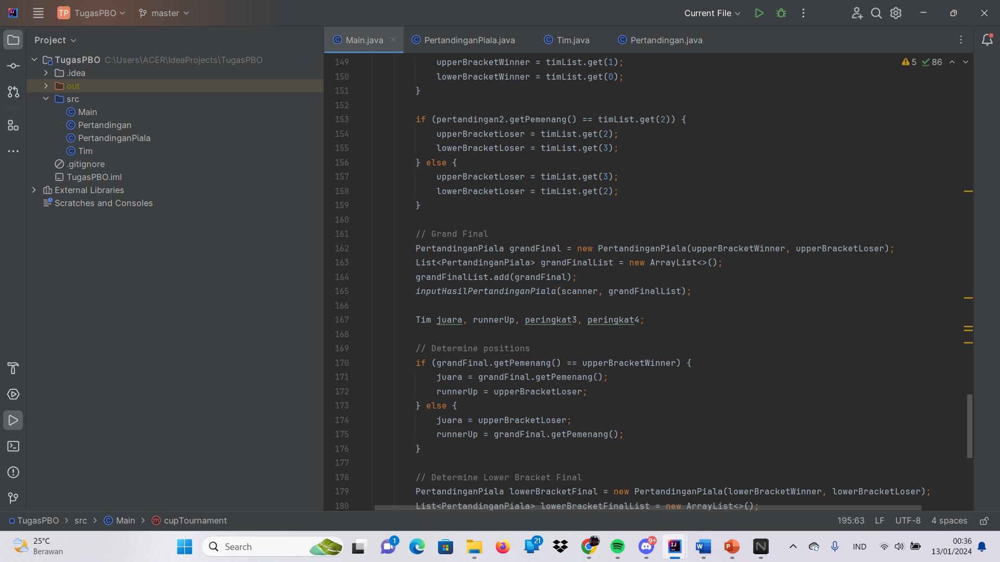 TP TugasPBO master Current File
Project
TugasPBO C:\Users\ACER\IdeaProjects\TugasPBO
.idea
out
src
Main
Pertandingan
PertandinganPiala
Tim
.gitignore
TugasPBO.iml
External Libraries
Scratches and Consoles
Main.java PertandinganPiala.java Tim.java Pertandingan.java
5 86
149 upperBracketWinner = timList.get(1);
150 lowerBracketWinner = timList.get(0);
151 }
152
153 if (pertandingan2.getPemenang() == timList.get(2)) {
154 upperBracketLoser = timList.get(2);
155 lowerBracketLoser = timList.get(3);
156 } else {
157 upperBracketLoser = timList.get(3);
158 lowerBracketLoser = timList.get(2);
159 }
160
161 // Grand Final
162 PertandinganPiala grandFinal = new PertandinganPiala(upperBracketWinner, upperBracketLoser);
163 List<PertandinganPiala> grandFinalList = new ArrayList<>();
164 grandFinalList.add(grandFinal);
165 inputHasilPertandinganPiala(scanner, grandFinalList);
166
167 Tim juara, runnerUp, peringkat3, peringkat4;
168
169 // Determine positions
170 if (grandFinal.getPemenang() == upperBracketWinner) {
171 juara = grandFinal.getPemenang();
172 runnerUp = upperBracketLoser;
173 } else {
174 juara = upperBracketLoser;
175 runnerUp = grandFinal.getPemenang();
176 }
177
178 // Determine Lower Bracket Final
179 PertandinganPiala lowerBracketFinal = new PertandinganPiala(lowerBracketWinner, lowerBracketLoser);
180 List<PertandinganPiala> lowerBracketFinalList = new ArrayList<>();
TugasPBO > src > Main > cupTournament 195:63 LF UTF-8 4 spaces
25°C
Berawan
Search
1
21
9+
IND
00:36
13/01/2024